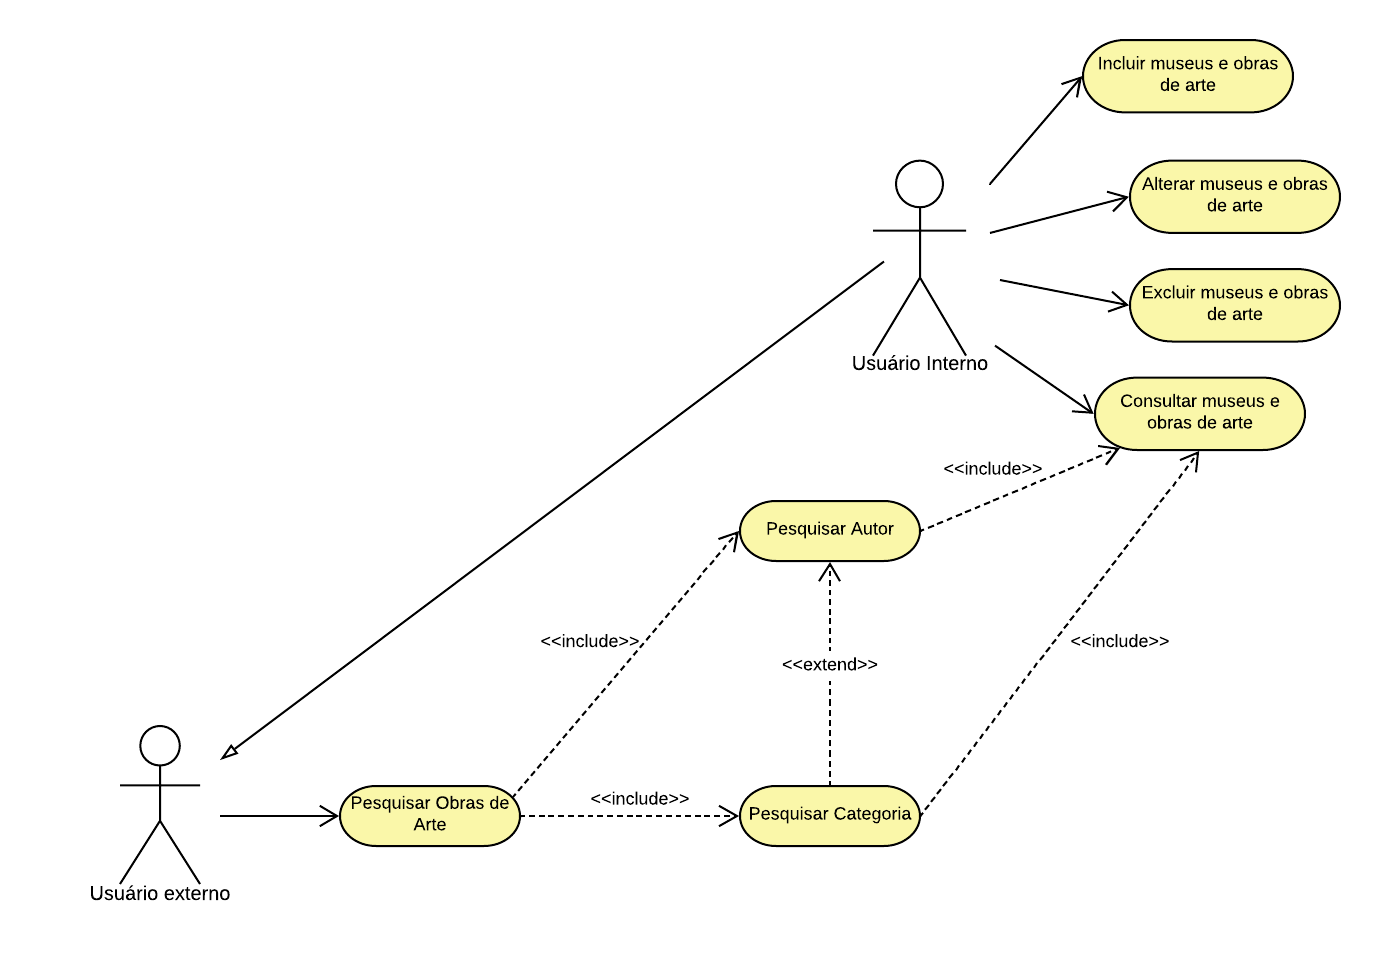 Incluir museus e obras
de arte
Alterar museus e obras
de arte
Excluir museus e obras
de arte
Usuário Interno
Consultar museus e
obras de arte
<<include>>
Pesquisar Autor
<<include>>
<<extend>>
<<include>>
Pesquisar Obras de
Arte
<<include>>
Pesquisar Categoria
Usuário externo